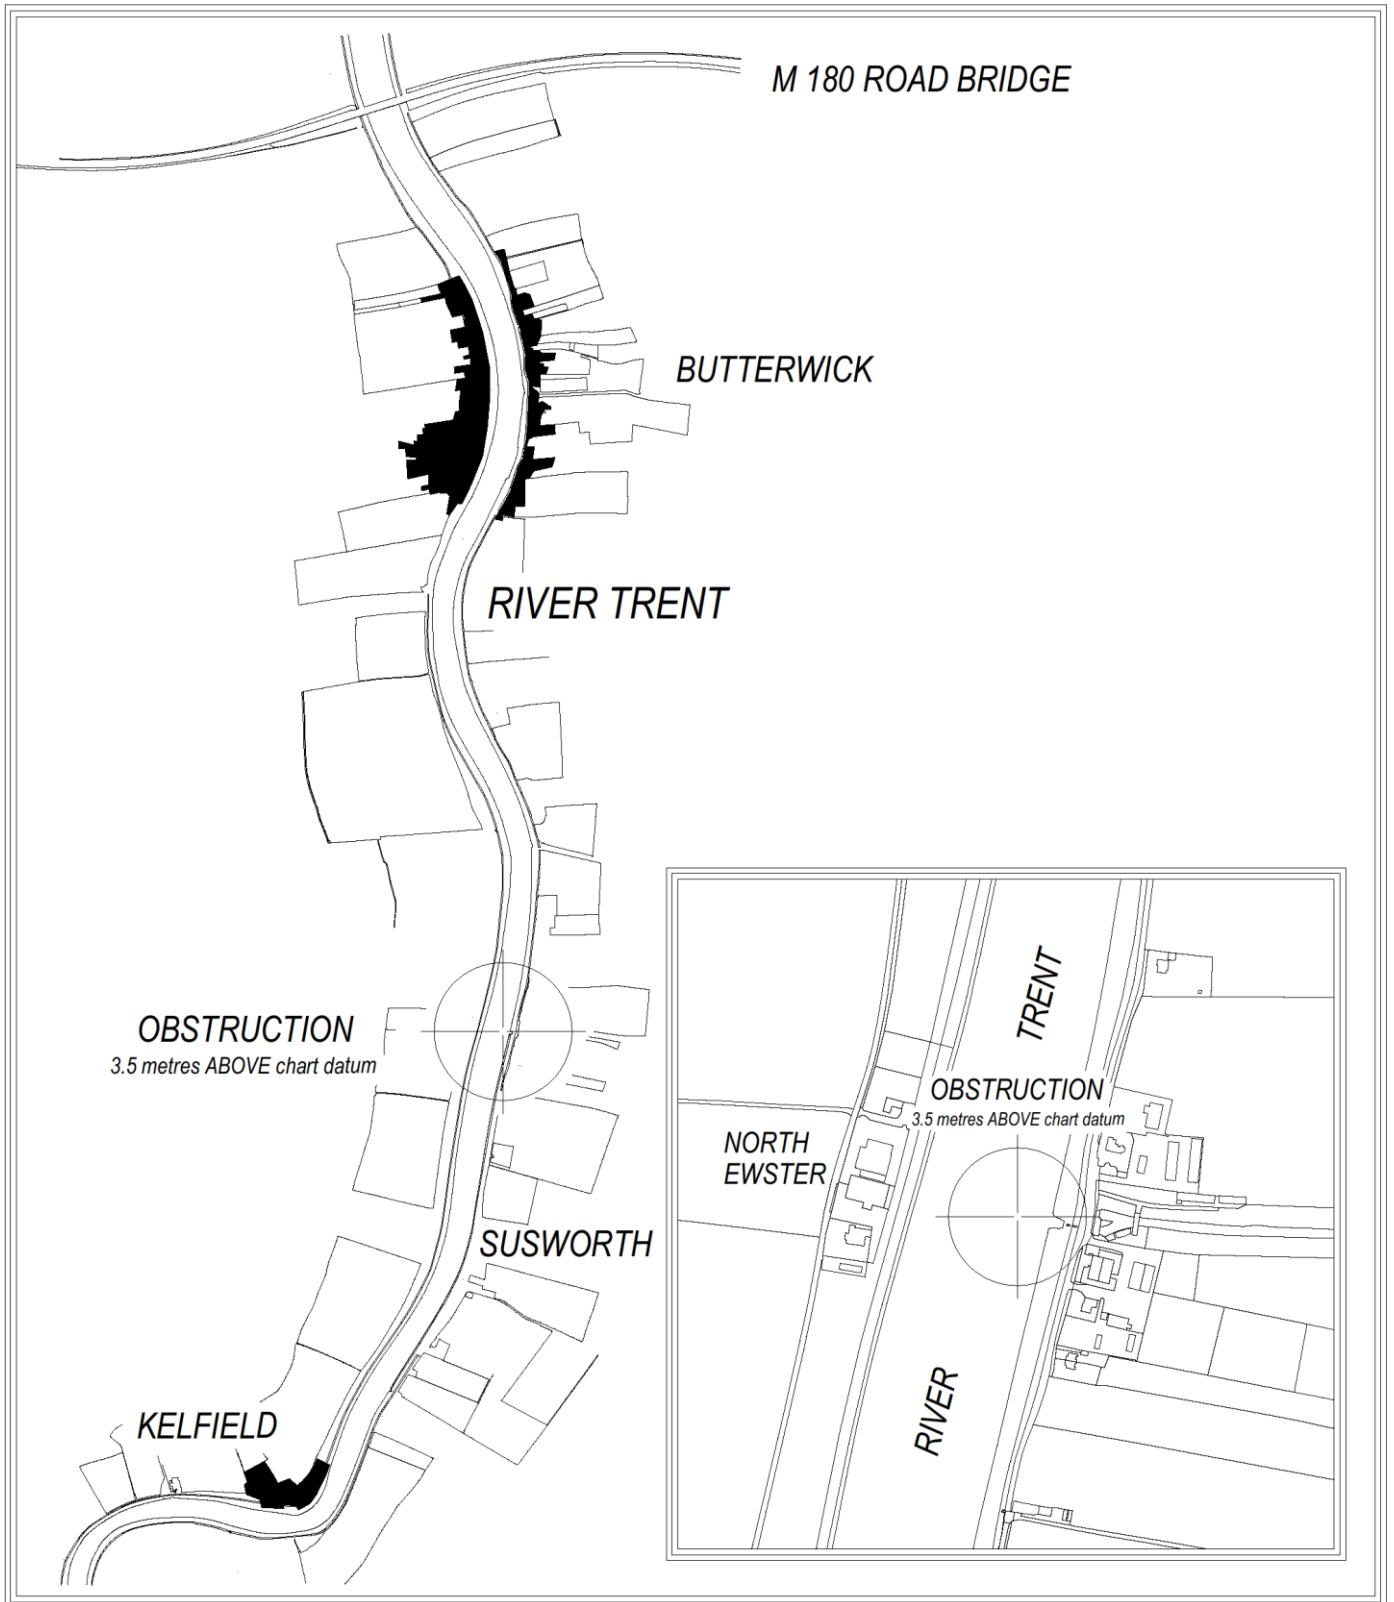 M 180 ROAD BRIDGE
BUTTERWICK
RIVER TRENT
OBSTRUCTION
3.5 metres ABOVE chart datum
SUSWORTH
KELFIELD
TRENT
OBSTRUCTION
3.5 metres ABOVE chart datum
NORTH
EWSTER
RIVER